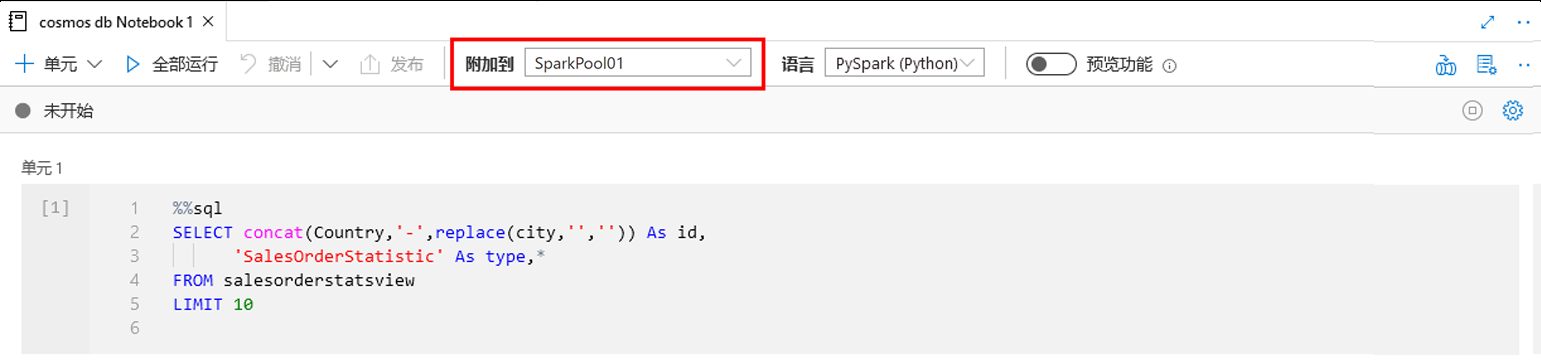 cosmos db Notebook 1
单元 全部运行 撤消 发布 附加到 SparkPool01 语言 PySpark (Python) 预览功能
未开始
单元 1
[1] 1 %%sql
2 SELECT concat(Country,'-',replace(city,'','')) As id,
3 'SalesOrderStatistic' As type,*
4 FROM salesorderstatsview
5 LIMIT 10
6